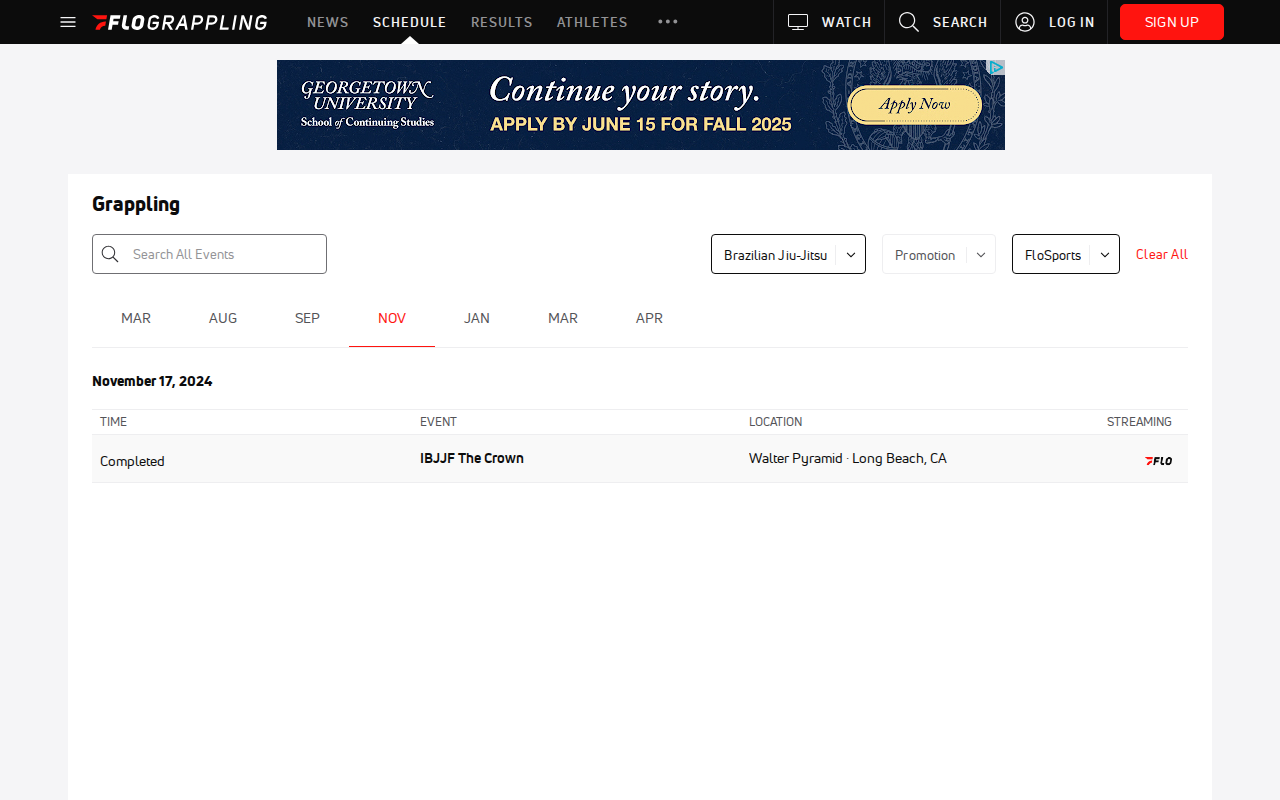 FLOGRAPPLING NEWS SCHEDULE RESULTS ATHLETES WATCH SEARCH LOG IN SIGN UP
GEORGETOWN
UNIVERSITY
School of Continuing Studies
Continue your story.
APPLY BY JUNE 15 FOR FALL 2025
Apply Now
Grappling
Search All Events Brazilian Jiu-Jitsu Promotion FloSports Clear All
MAR AUG SEP NOV JAN MAR APR
November 17, 2024
TIME EVENT LOCATION STREAMING
Completed IBJJF The Crown Walter Pyramid · Long Beach, CA FLO